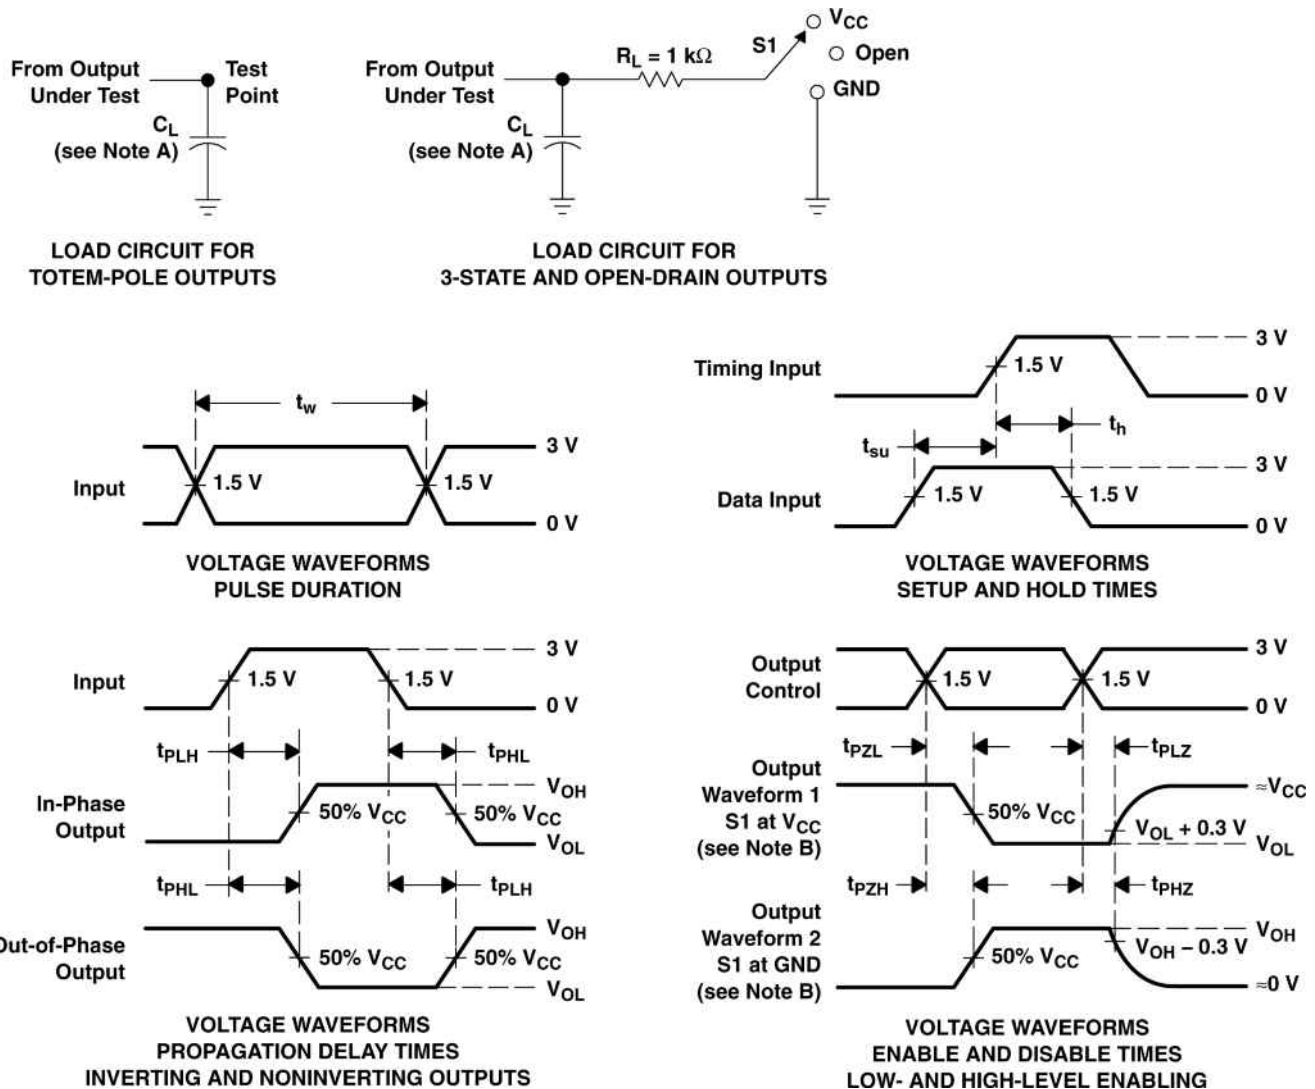 From Output
Under Test
Test
Point
CL
(see Note A)
LOAD CIRCUIT FOR
TOTEM-POLE OUTPUTS
From Output
Under Test
RL = 1 kΩ
S1
VCC
Open
GND
CL
(see Note A)
LOAD CIRCUIT FOR
3-STATE AND OPEN-DRAIN OUTPUTS
tw
Input
1.5 V
1.5 V
3 V
0 V
VOLTAGE WAVEFORMS
PULSE DURATION
Timing Input
1.5 V
3 V
0 V
tsu
th
Data Input
1.5 V
1.5 V
3 V
0 V
VOLTAGE WAVEFORMS
SETUP AND HOLD TIMES
Input
1.5 V
1.5 V
3 V
0 V
tPLH
tPHL
In-Phase
Output
50% VCC
50% VCC
VOH
VOL
tPHL
tPLH
Out-of-Phase
Output
50% VCC
50% VCC
VOH
VOL
VOLTAGE WAVEFORMS
PROPAGATION DELAY TIMES
INVERTING AND NONINVERTING OUTPUTS
Output
Control
1.5 V
1.5 V
3 V
0 V
tPZL
tPLZ
Output
Waveform 1
S1 at VCC
(see Note B)
50% VCC
≈VCC
VOL + 0.3 V
VOL
tPZH
tPHZ
Output
Waveform 2
S1 at GND
(see Note B)
50% VCC
VOH
VOH − 0.3 V
≈0 V
VOLTAGE WAVEFORMS
ENABLE AND DISABLE TIMES
LOW- AND HIGH-LEVEL ENABLING